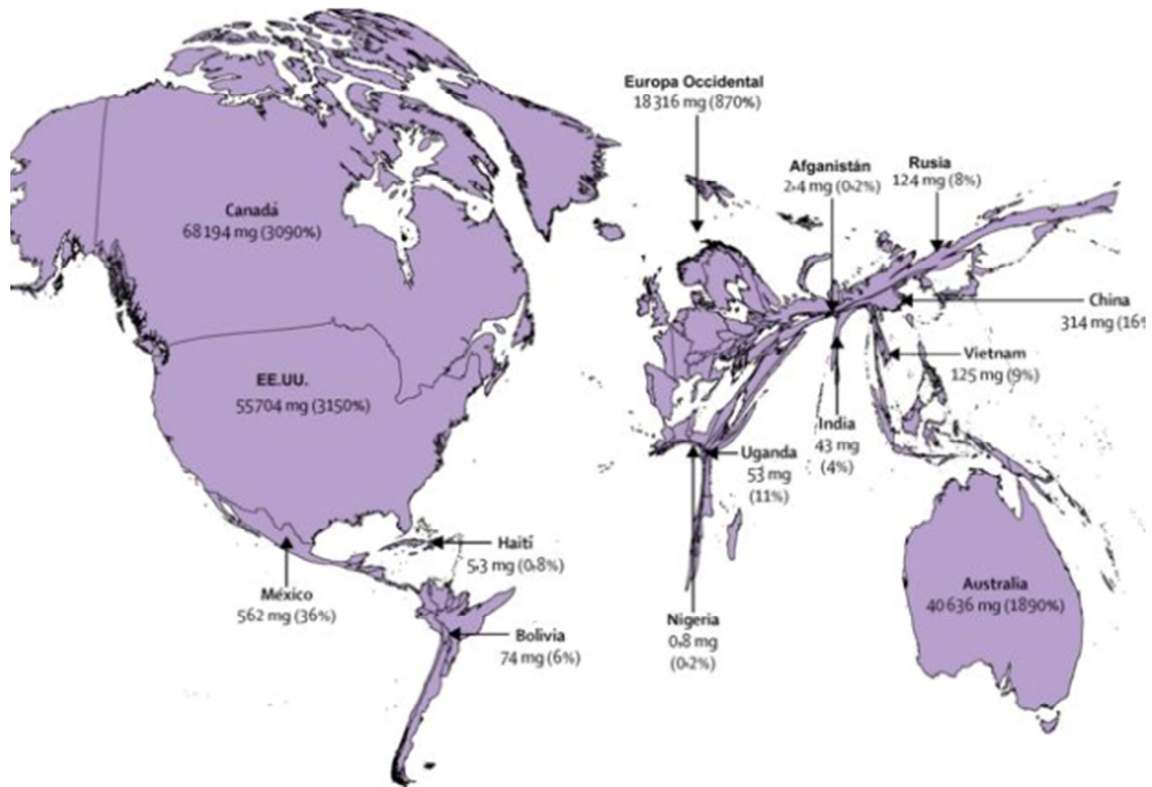 Europa Occidental
18 316 mg (870%)
Afganistán
2·4 mg (0·2%)
Rusia
124 mg (8%)
Canadá
68 194 mg (3090%)
China
314 mg (16%
EE.UU.
55 704 mg (3150%)
Vietnam
125 mg (9%)
India
43 mg
(4%)
Uganda
53 mg
(11%)
Haití
5·3 mg (0·8%)
México
562 mg (36%)
Australia
40 636 mg (1890%)
Nigeria
0·8 mg
(0·2%)
Bolivia
74 mg (6%)